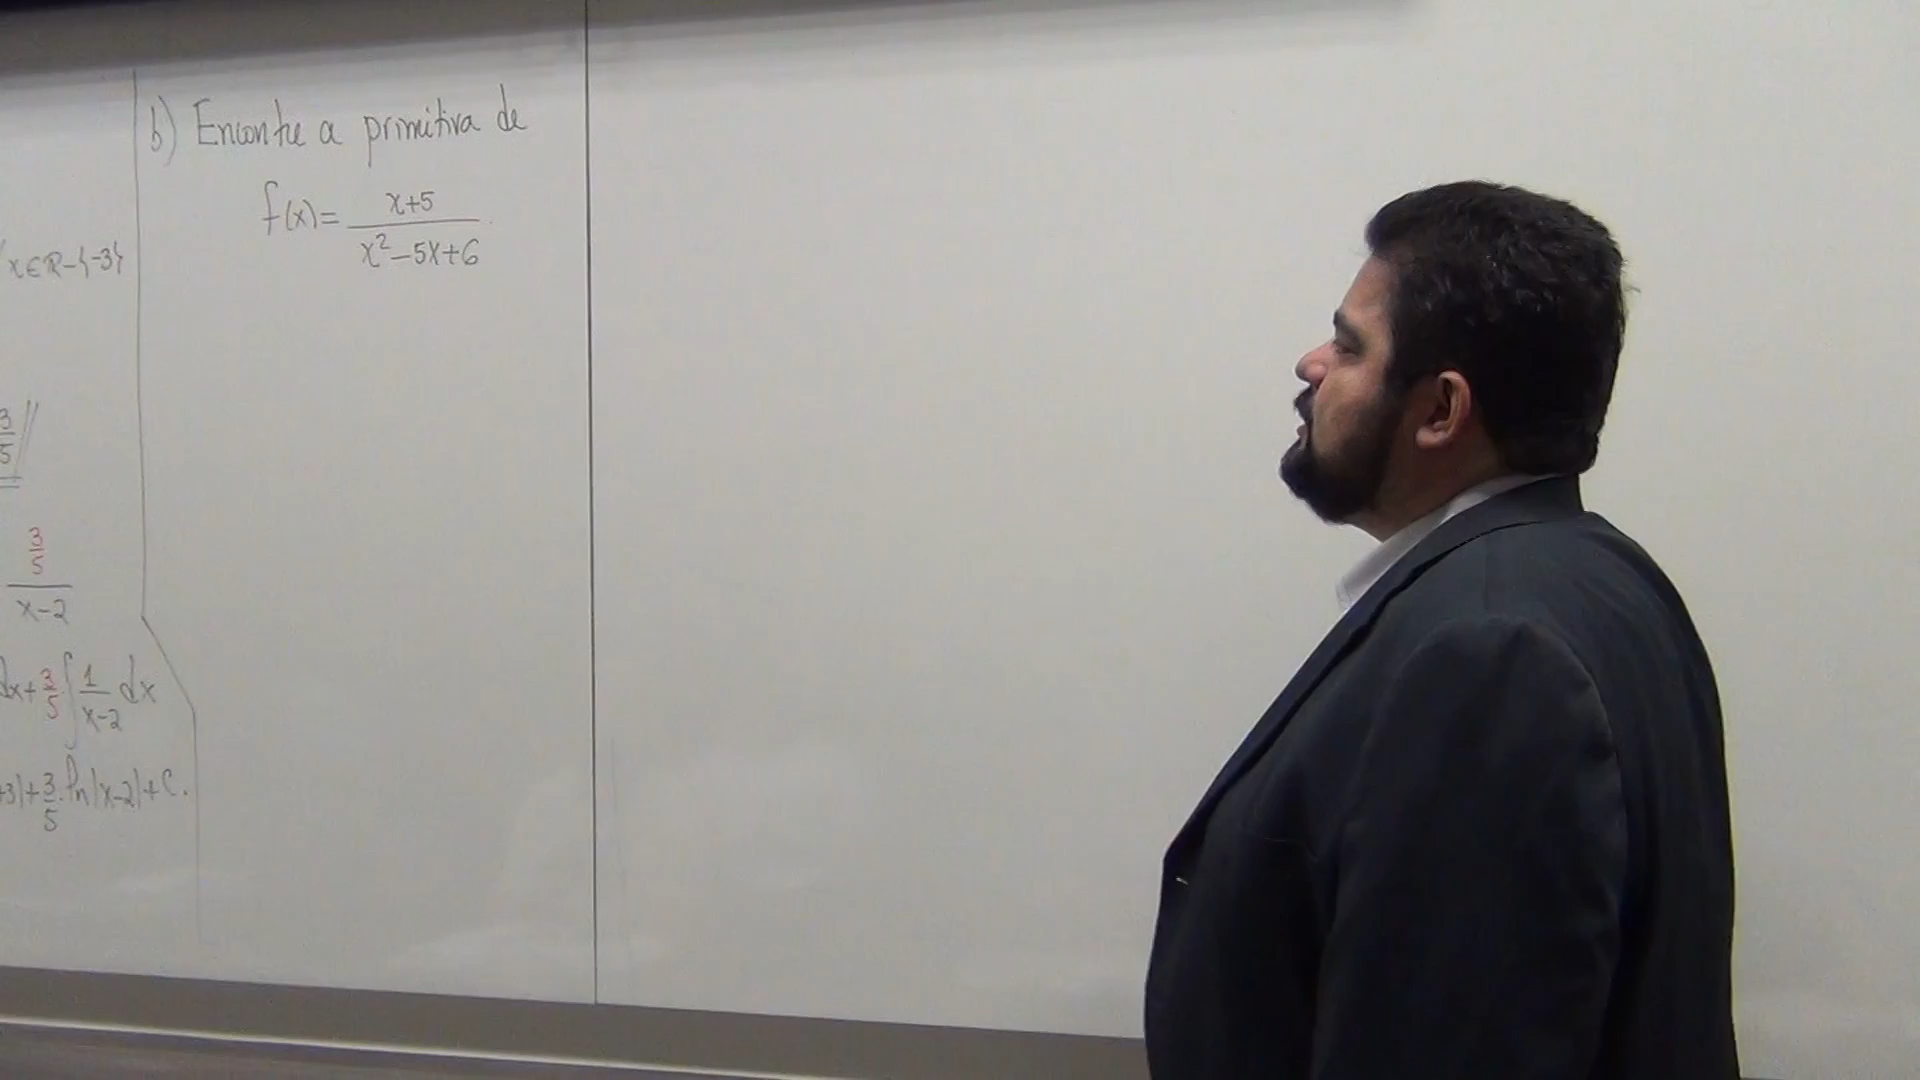 x∈ℝ-{-3}
3
5
3
5
x-2
dx+3/5 ∫ 1/(x-2) dx
+3|+3/5.ln|x-2|+C.
b) Encontre a primitiva de
f(x)= x+5
x²-5x+6